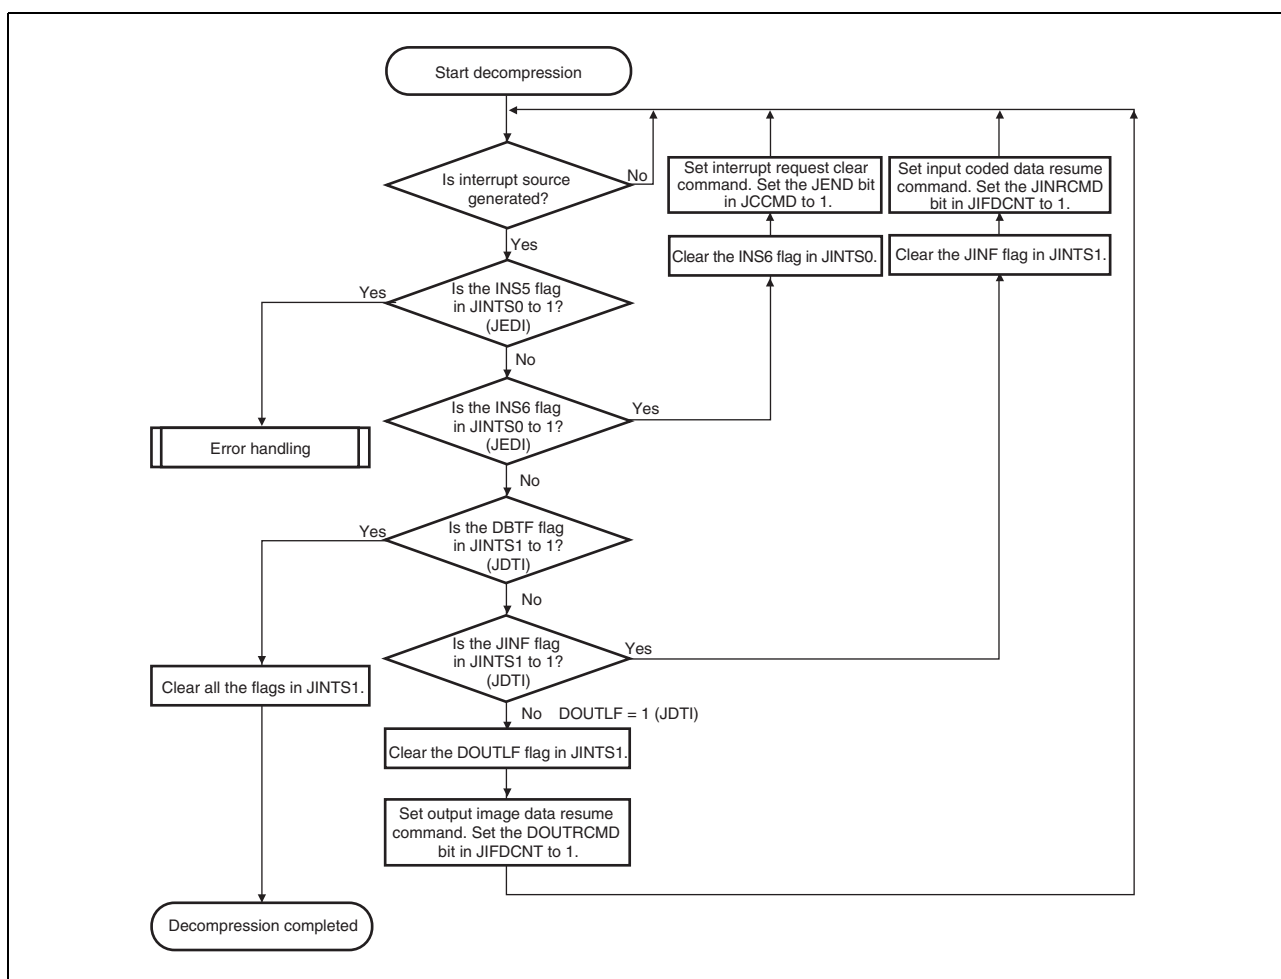 Start decompression
Is interrupt source
generated?
No
Set interrupt request clear
command. Set the JEND bit
in JCCMD to 1.
Set input coded data resume
command. Set the JINRCMD
bit in JIFDCNT to 1.
Yes
Clear the INS6 flag in JINTS0.
Clear the JINF flag in JINTS1.
Yes
Is the INS5 flag
in JINTS0 to 1?
(JEDI)
No
Is the INS6 flag
in JINTS0 to 1?
(JEDI)
Yes
Error handling
No
Yes
Is the DBTF flag
in JINTS1 to 1?
(JDTI)
No
Is the JINF flag
in JINTS1 to 1?
(JDTI)
Yes
Clear all the flags in JINTS1.
No DOUTLF = 1 (JDTI)
Clear the DOUTLF flag in JINTS1.
Set output image data resume
command. Set the DOUTRCMD
bit in JIFDCNT to 1.
Decompression completed